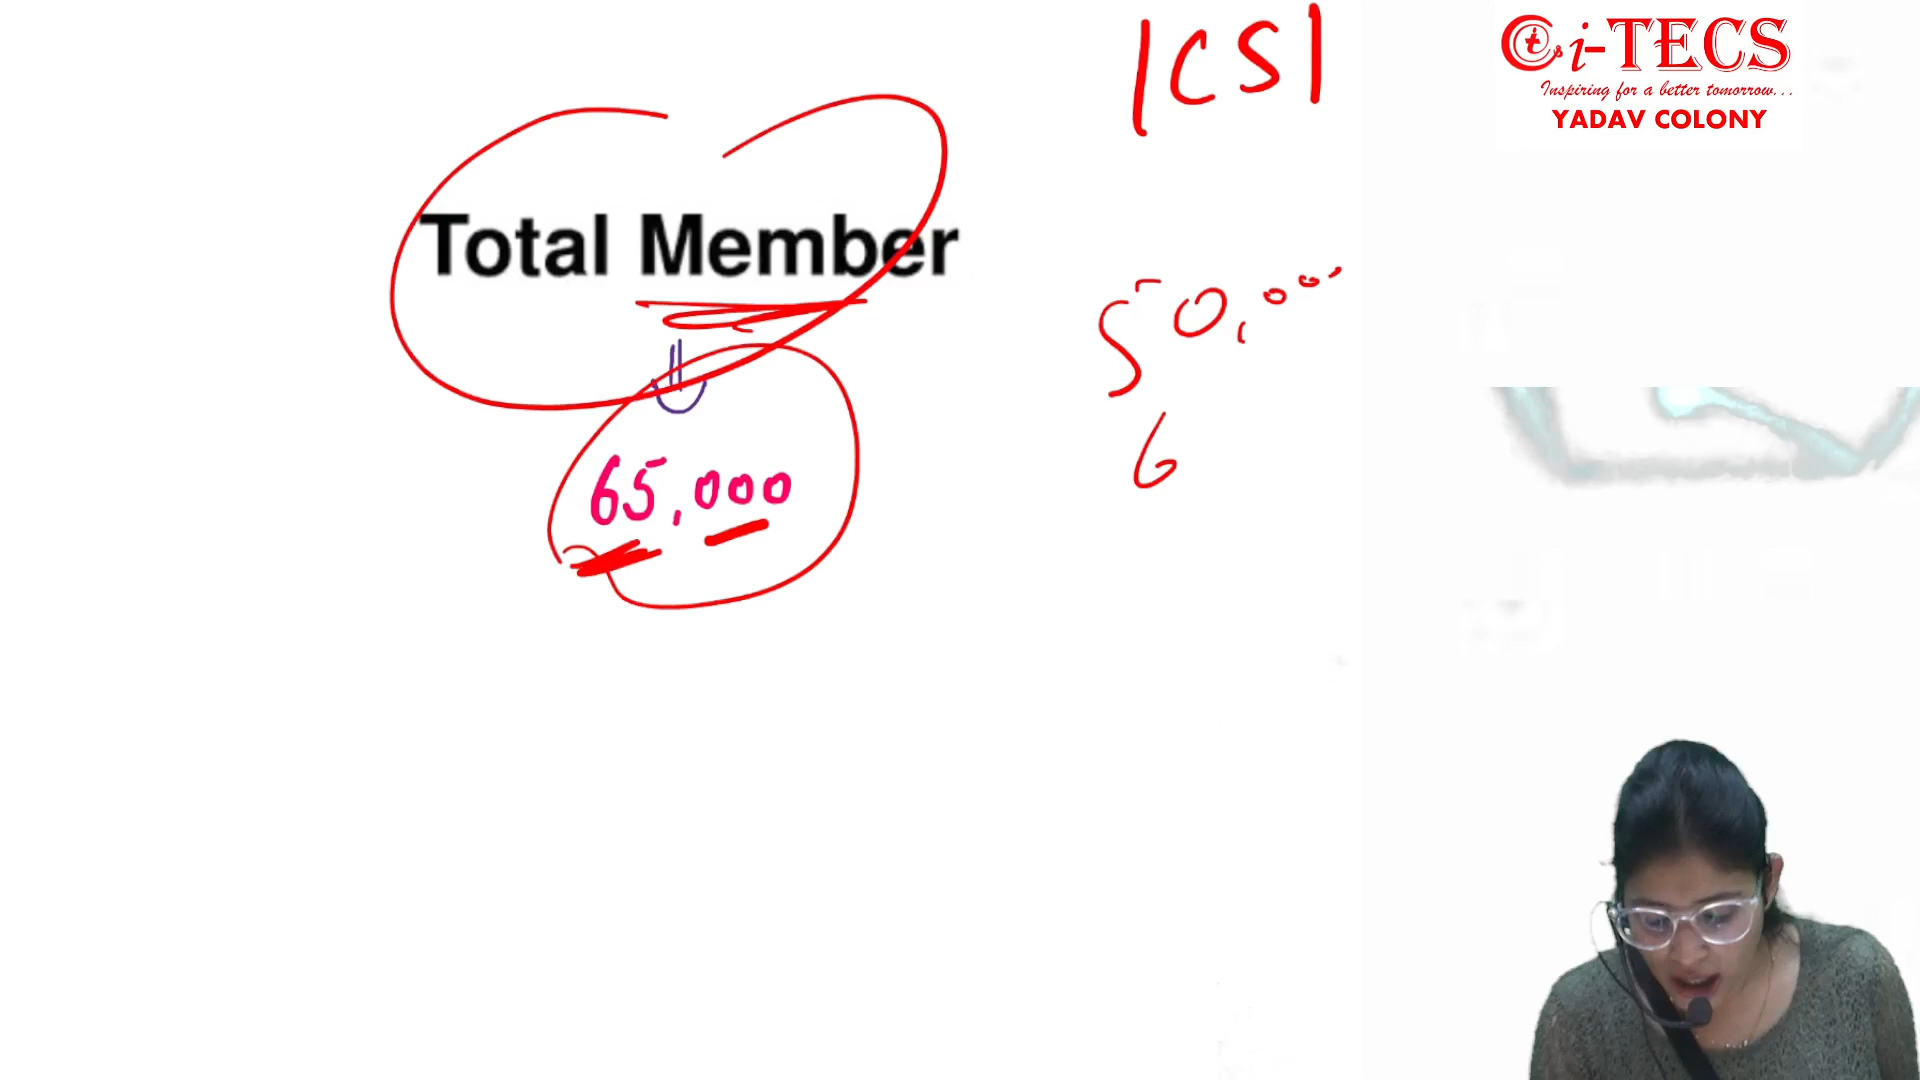 ICSI
i-TECS
Inspiring for a better tomorrow...
YADAV COLONY
Total Member
65,000
50,000
6